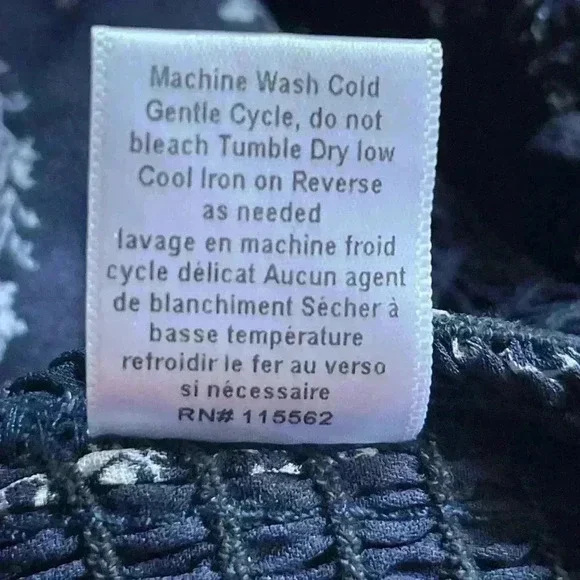 Machine Wash Cold
Gentle Cycle, do not
bleach Tumble Dry low
Cool Iron on Reverse
as needed
lavage en machine froid
cycle délicat Aucun agent
de blanchiment Sécher à
basse température
refroidir le fer au verso
si nécessaire
RN# 115562